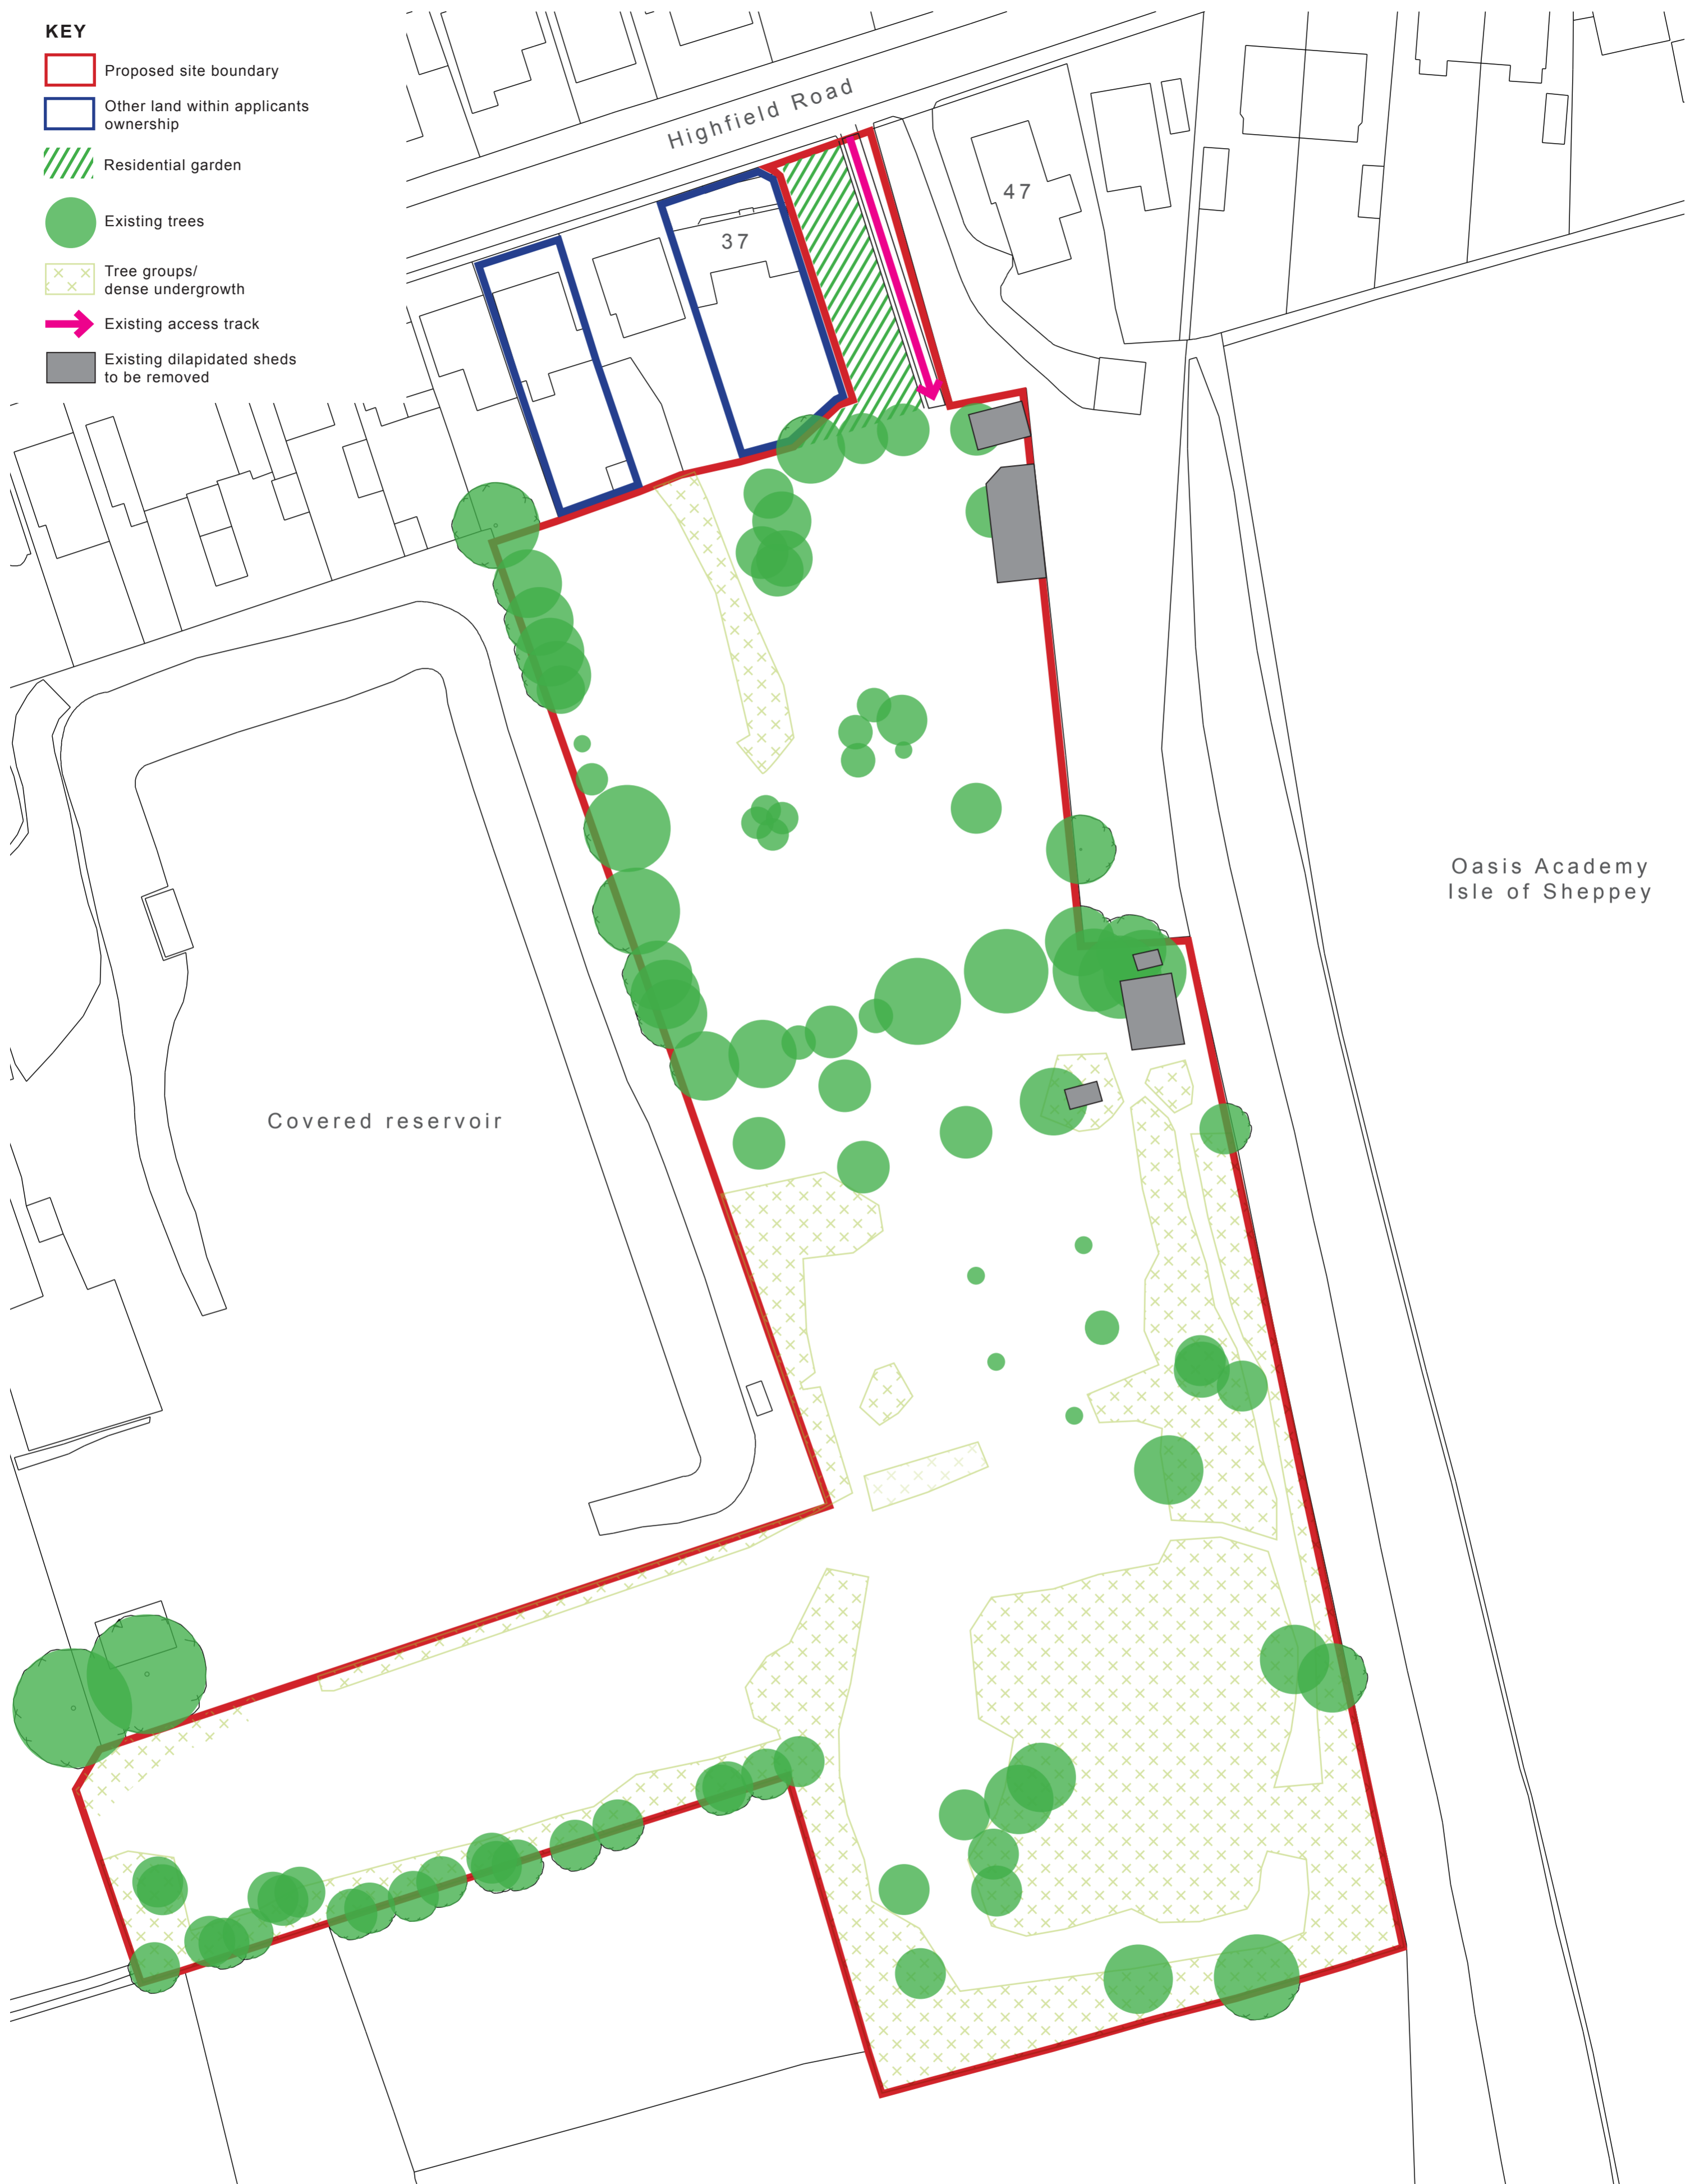 KEY
Proposed site boundary
Other land within applicants
ownership
Residential garden
Existing trees
Tree groups/
dense undergrowth
Existing access track
Existing dilapidated sheds
to be removed
Highfield Road
47
37
Oasis Academy
Isle of Sheppey
Covered reservoir